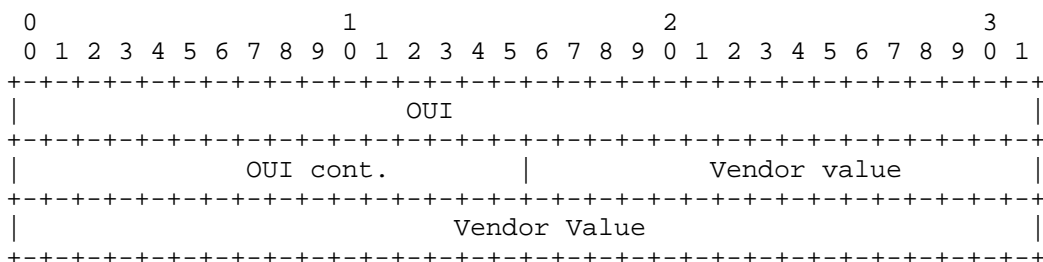 0                   1                   2                   3
 0 1 2 3 4 5 6 7 8 9 0 1 2 3 4 5 6 7 8 9 0 1 2 3 4 5 6 7 8 9 0 1
+-+-+-+-+-+-+-+-+-+-+-+-+-+-+-+-+-+-+-+-+-+-+-+-+-+-+-+-+-+-+-+-+
|                        OUI                                    |
+-+-+-+-+-+-+-+-+-+-+-+-+-+-+-+-+-+-+-+-+-+-+-+-+-+-+-+-+-+-+-+-+
|              OUI cont.        |           Vendor value        |
+-+-+-+-+-+-+-+-+-+-+-+-+-+-+-+-+-+-+-+-+-+-+-+-+-+-+-+-+-+-+-+-+
|                           Vendor Value                        |
+-+-+-+-+-+-+-+-+-+-+-+-+-+-+-+-+-+-+-+-+-+-+-+-+-+-+-+-+-+-+-+-+